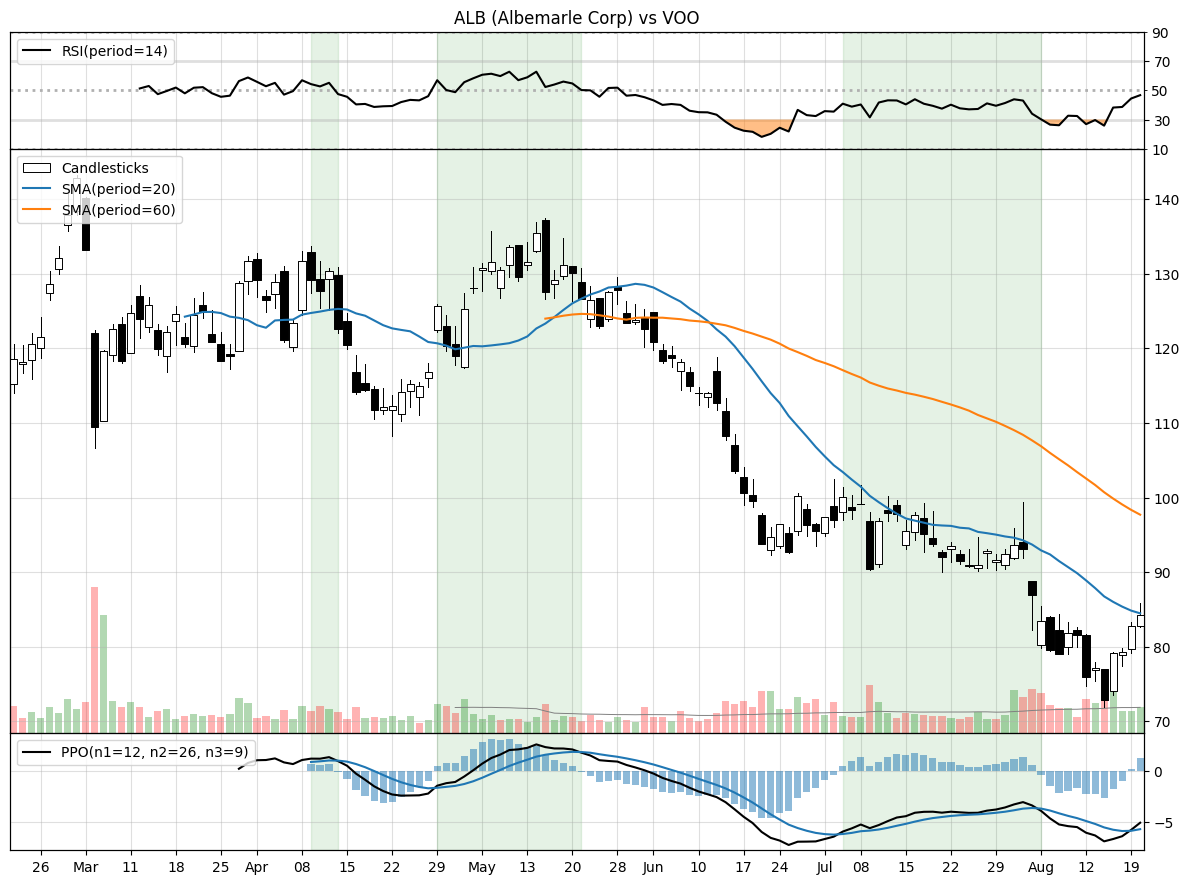 ALB (Albemarle Corp) vs VOO
RSI(period=14)
90
70
50
30
10
Candlesticks
SMA(period=20)
SMA(period=60)
140
130
120
110
100
90
80
70
PPO(n1=12, n2=26, n3=9)
0
−5
26 Mar 11 18 25 Apr 08 15 22 29 May 13 20 28 Jun 10 17 24 Jul 08 15 22 29 Aug 12 19